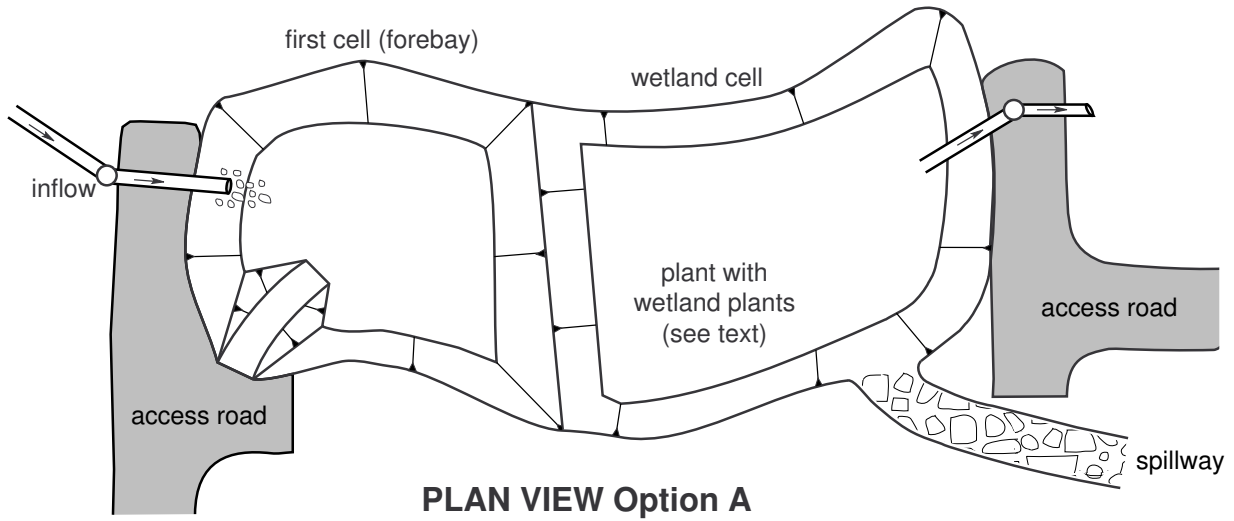 first cell (forebay)
wetland cell
inflow
plant with
wetland plants
(see text)
access road
access road
spillway
PLAN VIEW Option A